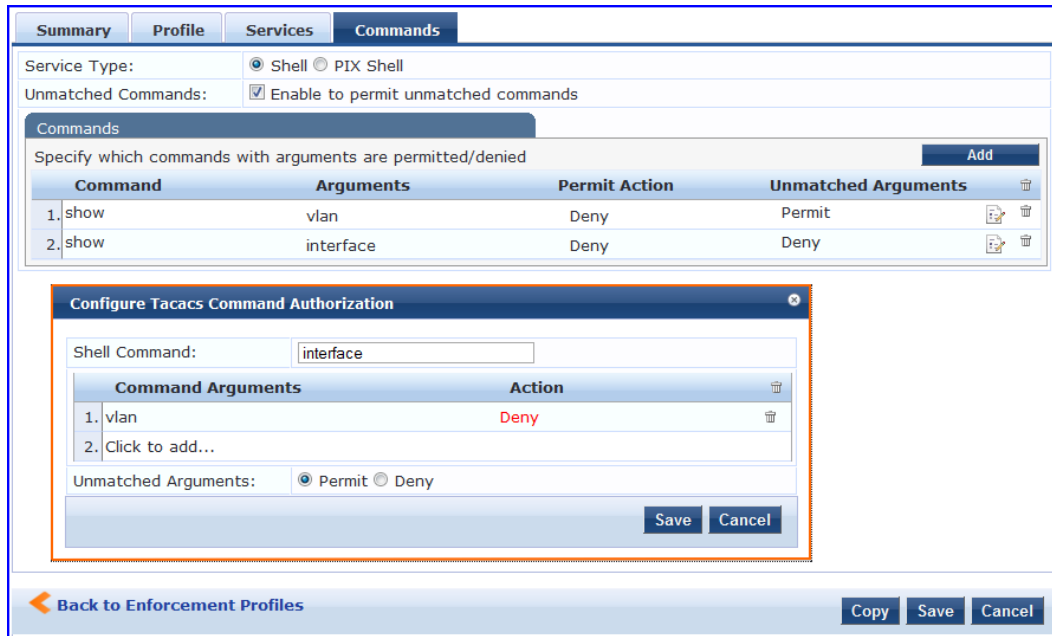 Summary Profile Services Commands
Service Type: Shell PIX Shell
Unmatched Commands: Enable to permit unmatched commands
Commands
Specify which commands with arguments are permitted/denied Add
Command Arguments Permit Action Unmatched Arguments
1. show vlan Deny Permit
2. show interface Deny Deny
Configure Tacacs Command Authorization
Shell Command: interface
Command Arguments Action
1. vlan Deny
2. Click to add...
Unmatched Arguments: Permit Deny
Save Cancel
Back to Enforcement Profiles Copy Save Cancel